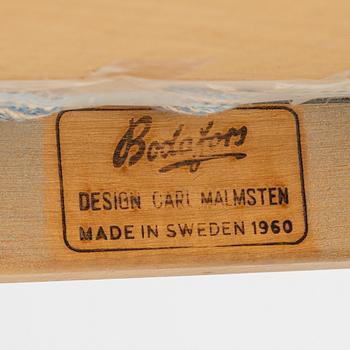 Bodafors
DESIGN CARL MALMSTEN
MADE IN SWEDEN 1960